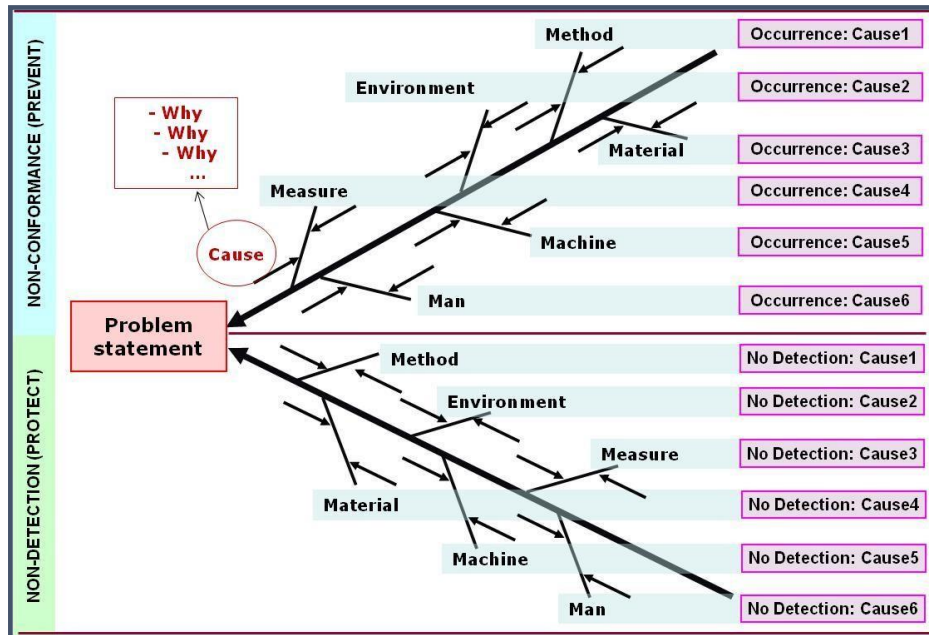 NON-CONFORMANCE (PREVENT)
Method
Occurrence: Cause1
Environment
Occurrence: Cause2
- Why
- Why
- Why
...
Material
Occurrence: Cause3
Measure
Occurrence: Cause4
Cause
Machine
Occurrence: Cause5
Man
Occurrence: Cause6
Problem
statement
NON-DETECTION (PROTECT)
Method
No Detection: Cause1
Environment
No Detection: Cause2
Measure
No Detection: Cause3
Material
No Detection: Cause4
Machine
No Detection: Cause5
Man
No Detection: Cause6